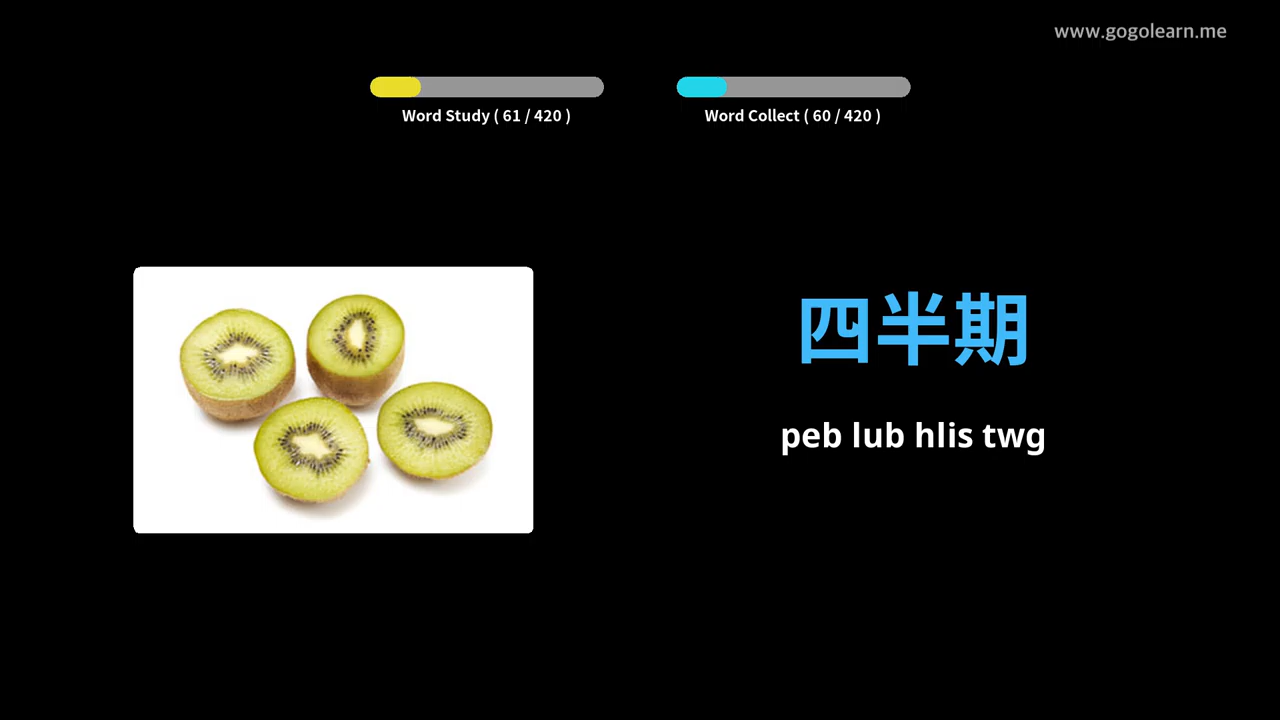 www.gogolearn.me
Word Study ( 61 / 420 )
Word Collect ( 60 / 420 )
四半期
peb lub hlis twg